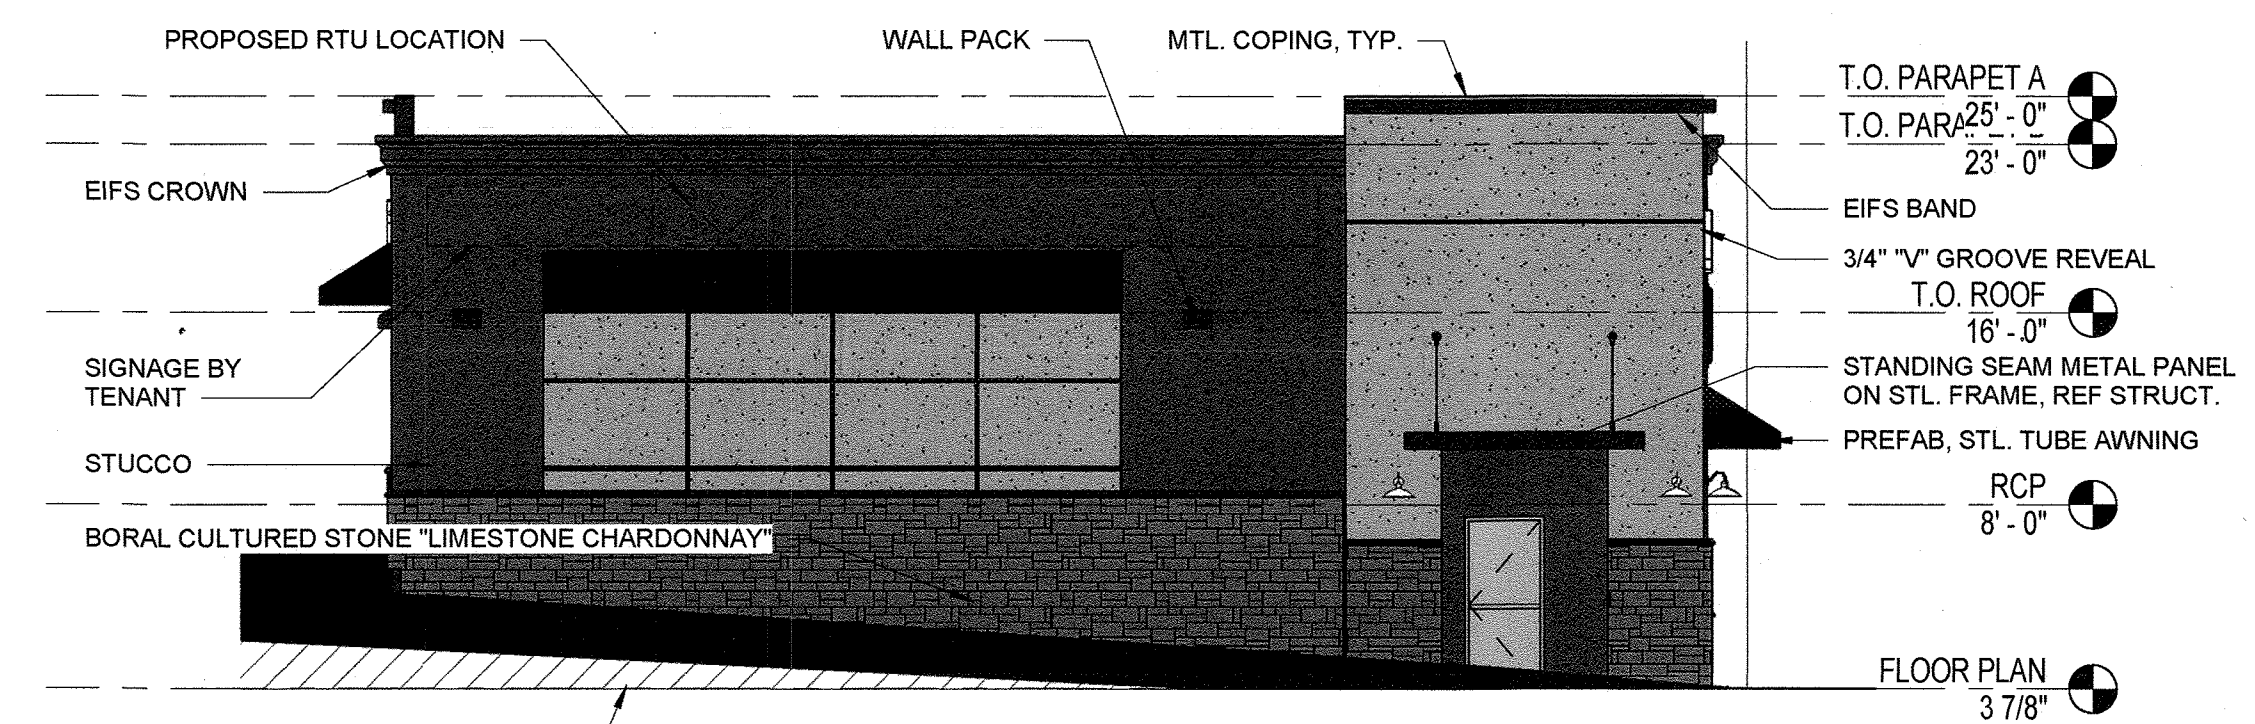 PROPOSED RTU LOCATION
WALL PACK
MTL. COPING, TYP.
T.O. PARAPET A
25' - 0"
T.O.
23' - 0"
EIFS CROWN
EIFS BAND
3/4" "V" GROOVE REVEAL
T.O. ROOF
16' - 0"
SIGNAGE BY
TENANT
STANDING SEAM METAL PANEL
ON STL. FRAME, REF STRUCT.
PREFAB, STL. TUBE AWNING
STUCCO
RCP
8' - 0"
BORAL CULTURED STONE "LIMESTONE CHARDONNAY"
FLOOR PLAN
3 7/8"